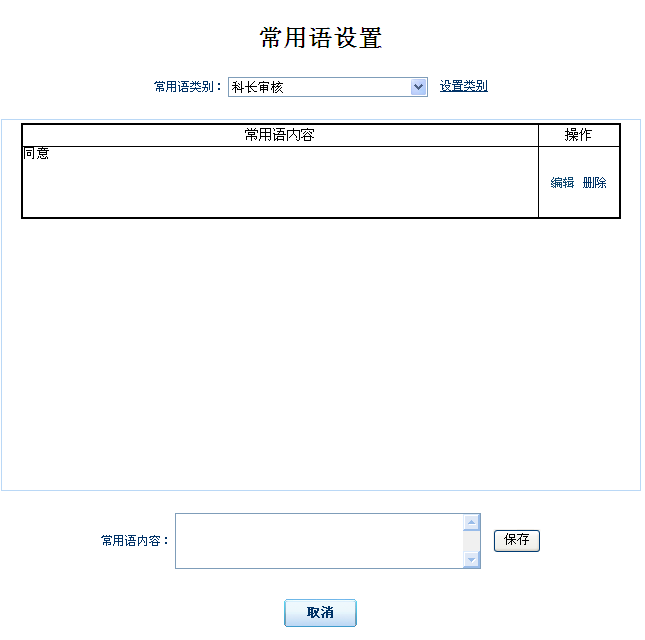 常用语设置
常用语类别： 科长审核 设置类别
常用语内容 操作
同意
编辑 删除
常用语内容： 保存
取消